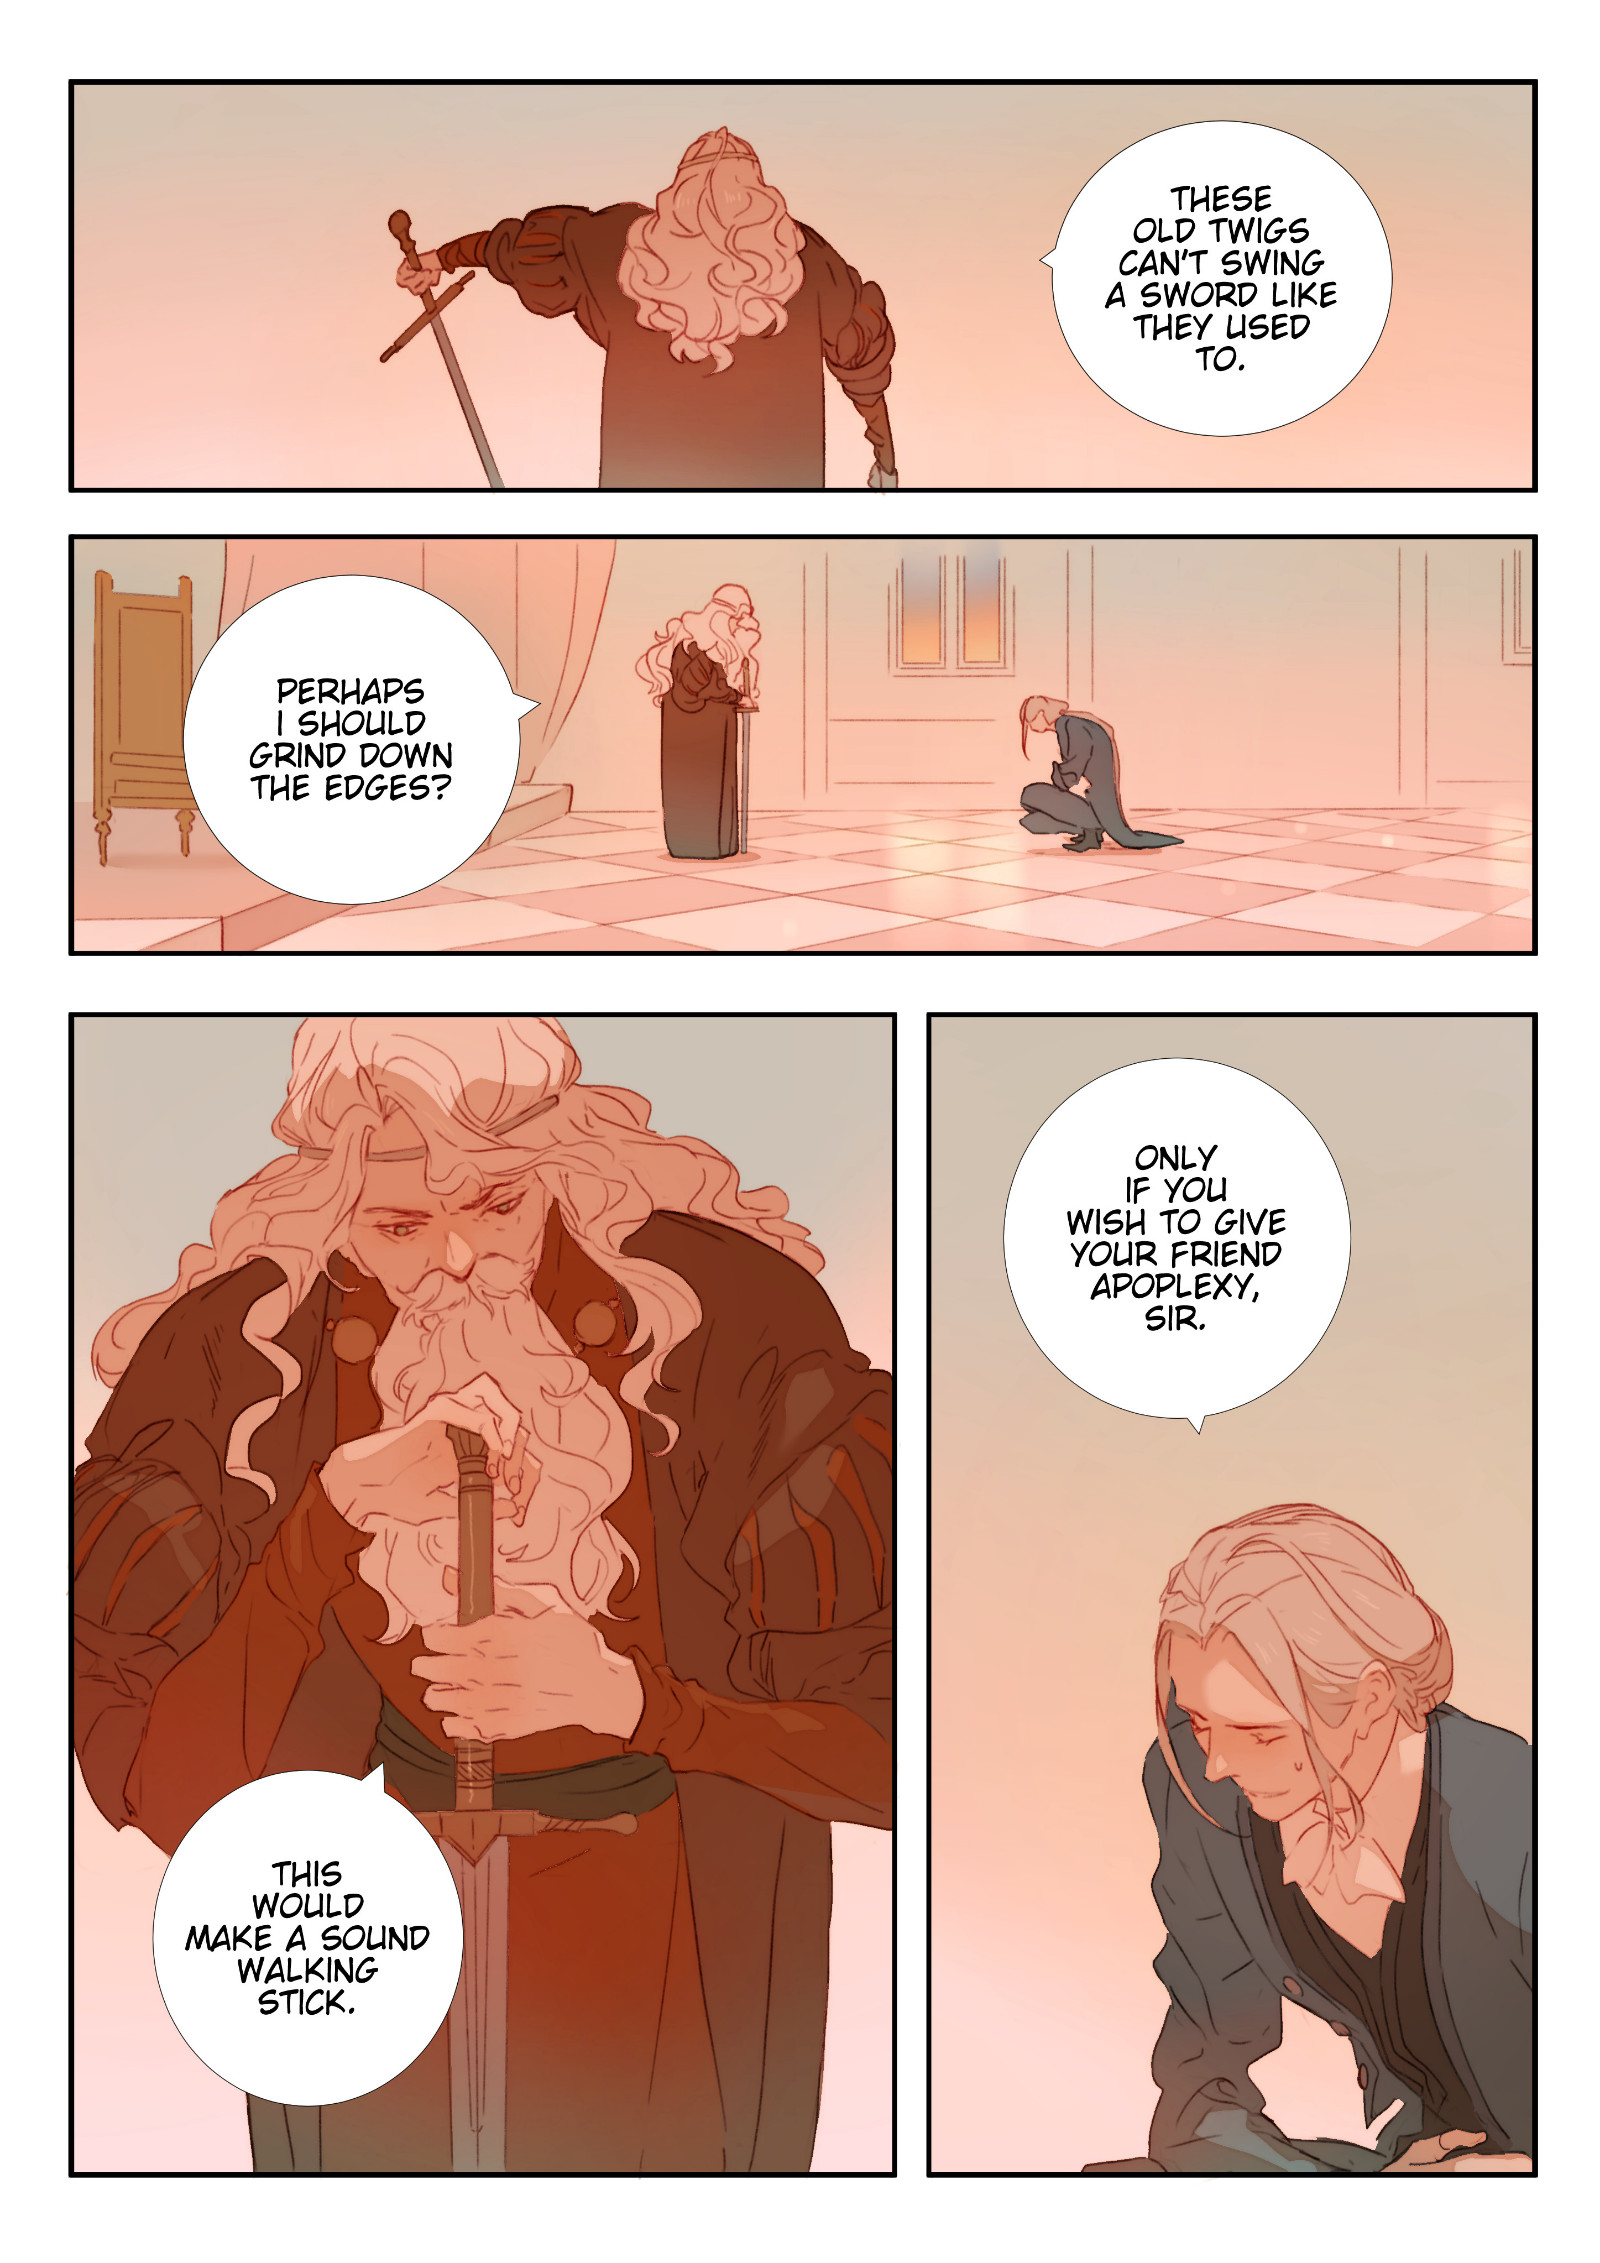 THESE
OLD TWIGS
CAN'T SWING
A SWORD LIKE
THEY USED
TO.
PERHAPS
I SHOULD
GRIND DOWN
THE EDGES?
THIS
WOULD
MAKE A SOUND
WALKING
STICK.
ONLY
IF YOU
WISH TO GIVE
YOUR FRIEND
APOPLEXY,
SIR.